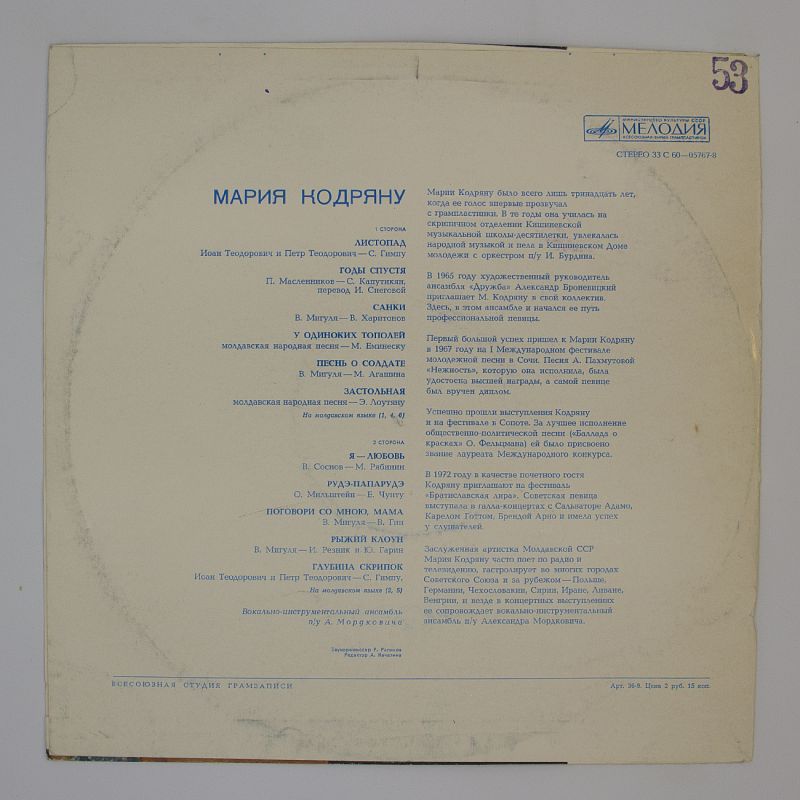 53
МИНИСТЕРСТВО КУЛЬТУРЫ СССР
МЕЛОДИЯ
ВСЕСОЮЗНАЯ ФИРМА ГРАМПЛАСТИНОК
СТЕРЕО 33 С 60—05767-8
МАРИЯ КОДРЯНУ
1 СТОРОНА
ЛИСТОПАД
Иоан Теодорович и Петр Теодорович—С. Гимпу
ГОДЫ СПУСТЯ
П. Масленников—С. Капутикян,
перевод И. Снеговой
САНКИ
В. Мигуля—В. Харитонов
У ОДИНОКИХ ТОПОЛЕЙ
молдавская народная песня—М. Еминеску
ПЕСНЬ О СОЛДАТЕ
В. Мигуля—М. Агашина
ЗАСТОЛЬНАЯ
молдавская народная песня—Э. Лоутяну
На молдавском языке (1, 4, 6)
2 СТОРОНА
Я—ЛЮБОВЬ
В. Соснов—М. Рябинин
РУДЭ-ПАПАРУДЭ
О. Мильштейн—Е. Чунту
ПОГОВОРИ СО МНОЮ, МАМА
В. Мигуля—В. Гин
РЫЖИЙ КЛОУН
В. Мигуля—И. Резник и Ю. Гарин
ГЛУБИНА СКРИПОК
Иоан Теодорович и Петр Теодорович—С. Гимпу,
На молдавском языке (2, 5)
Вокально-инструментальный ансамбль
п/у А. Мордковича
Звукорежиссер Р. Рагимов
Редактор А. Качалина
Марии Кодряну было всего лишь тринадцать лет,
когда ее голос впервые прозвучал
с грампластинки. В те годы она училась на
скрипичном отделении Кишиневской
музыкальной школы-десятилетки, увлекалась
народной музыкой и пела в Кишиневском Доме
молодежи с оркестром п/у И. Бурдина.
В 1965 году художественный руководитель
ансамбля «Дружба» Александр Броневицкий
приглашает М. Кодряну в свой коллектив.
Здесь, в этом ансамбле и начался ее путь
профессиональной певицы.
Первый большой успех пришел к Марии Кодряну
в 1967 году на I Международном фестивале
молодежной песни в Сочи. Песня А. Пахмутовой
«Нежность», которую она исполнила, была
удостоена высшей награды, а самой певице
был вручен диплом.
Успешно прошли выступления Кодряну
и на фестивале в Сопоте. За лучшее исполнение
общественно-политической песни («Баллада о
красках» О. Фельцмана) ей было присвоено
звание лауреата Международного конкурса.
В 1972 году в качестве почетного гостя
Кодряну приглашают на фестиваль
«Братиславская лира». Советская певица
выступала в галла-концертах с Сальваторе Адамо,
Карелом Готтом, Брендой Арно и имела успех
у слушателей.
Заслуженная артистка Молдавской ССР
Мария Кодряну часто поет по радио и
телевидению, гастролирует во многих городах
Советского Союза и за рубежом—Польше,
Германии, Чехословакии, Сирии, Иране, Ливане,
Венгрии, и везде в концертных выступлениях
ее сопровождает вокально-инструментальный
ансамбль п/у Александра Мордковича.
ВСЕСОЮЗНАЯ СТУДИЯ ГРАМЗАПИСИ
Арт. 36-9. Цена 2 руб. 15 коп.